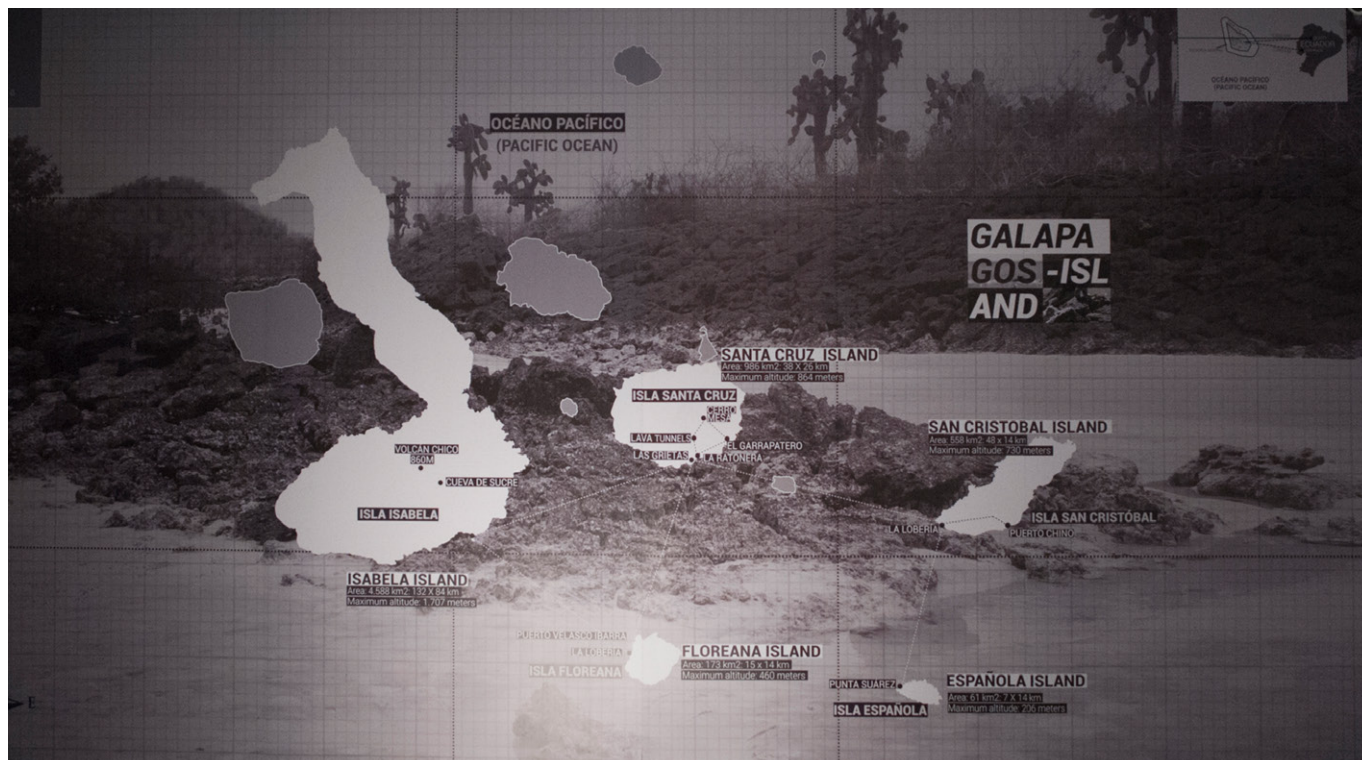 ECUADOR
OCÉANO PACÍFICO
(PACIFIC OCEAN)
OCÉANO PACÍFICO
(PACIFIC OCEAN)
GALAPA
GOS -ISL
AND
SANTA CRUZ ISLAND
Area: 986 km2: 38 X 26 km
Maximum altitude: 864 meters
ISLA SANTA CRUZ
CERRO
MESA
LAVA TUNNELS
EL GARRAPATERO
LAS GRIETAS
LA RATONERA
SAN CRISTOBAL ISLAND
Area: 558 km2: 48 x 14 km
Maximum altitude: 730 meters
LA LOBERIA
ISLA SAN CRISTÓBAL
PUERTO CHINO
VOLCÁN CHICO
860M
CUEVA DE SUCRE
ISLA ISABELA
ISABELA ISLAND
Area: 4.588 km2: 132 X 84 km
Maximum altitude: 1.707 meters
PUERTO VELASCO IBARRA
LA LOBERIA
ISLA FLOREANA
FLOREANA ISLAND
Area: 173 km2: 15 x 14 km
Maximum altitude: 460 meters
PUNTA SUAREZ
ISLA ESPAÑOLA
ESPAÑOLA ISLAND
Area: 61 km2: 7 X 14 km
Maximum altitude: 206 meters
E